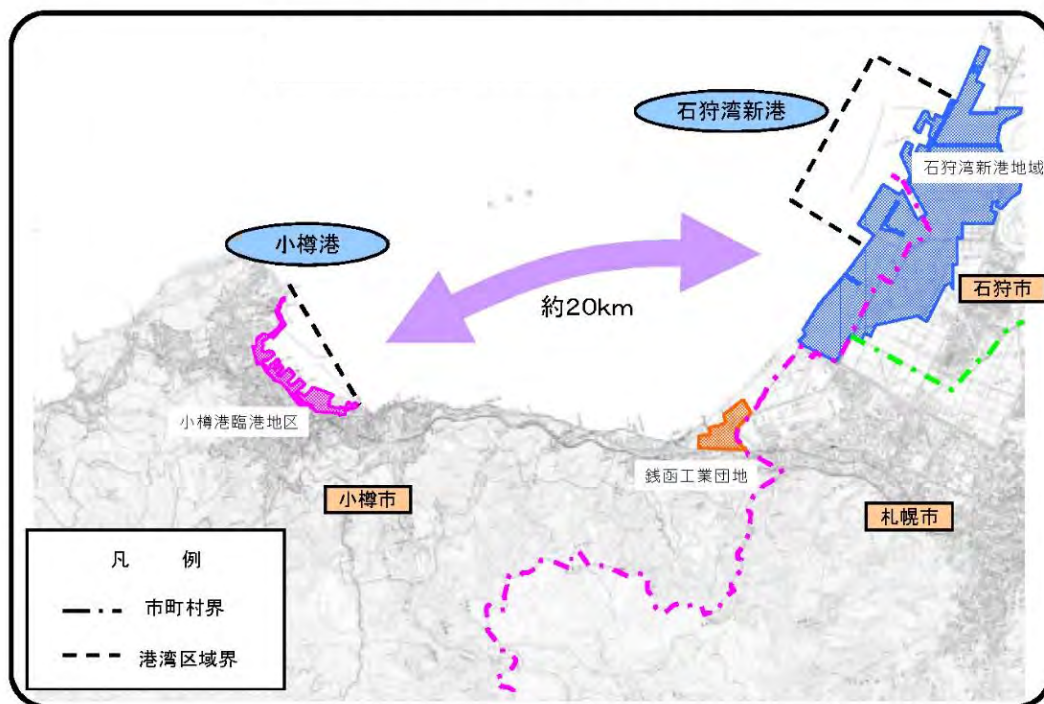 石狩湾新港
石狩湾新港地域
小樽港
約20km
石狩市
小樽港臨港地区
銭函工業団地
小樽市
札幌市
凡 例
市町村界
港湾区域界